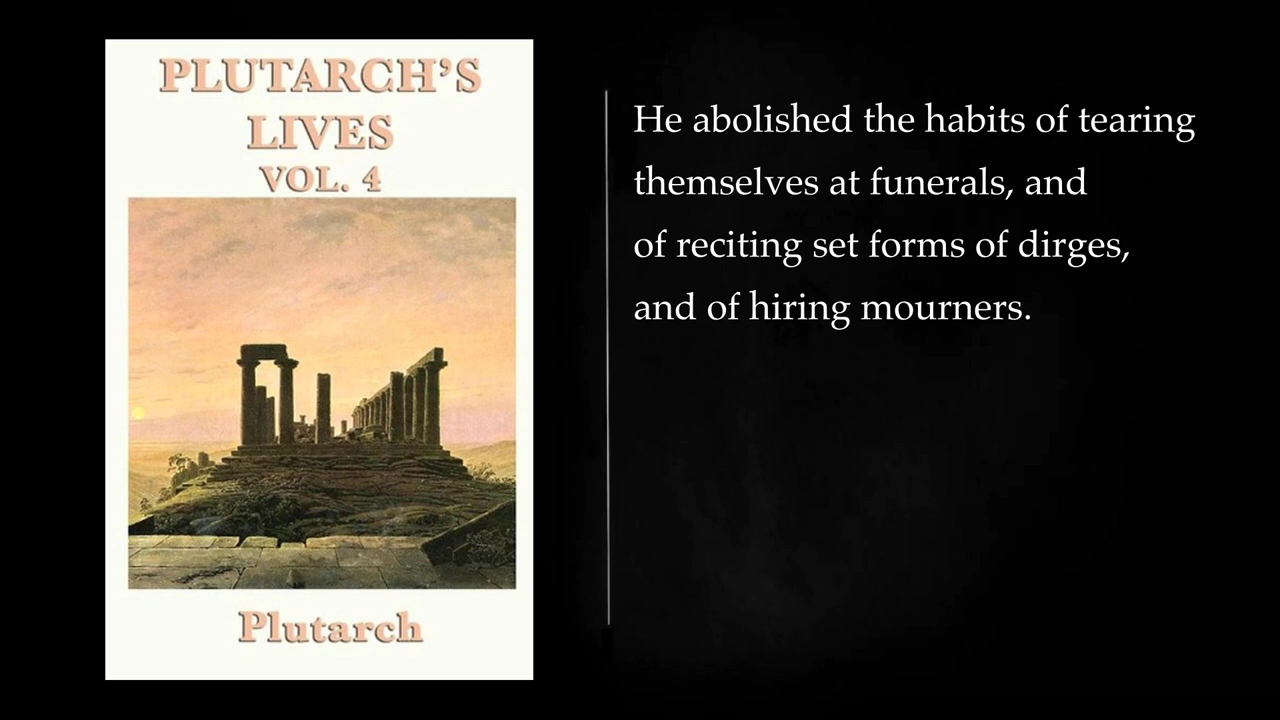 PLUTARCH'S
LIVES
VOL. 4
Plutarch
He abolished the habits of tearing
themselves at funerals, and
of reciting set forms of dirges,
and of hiring mourners.